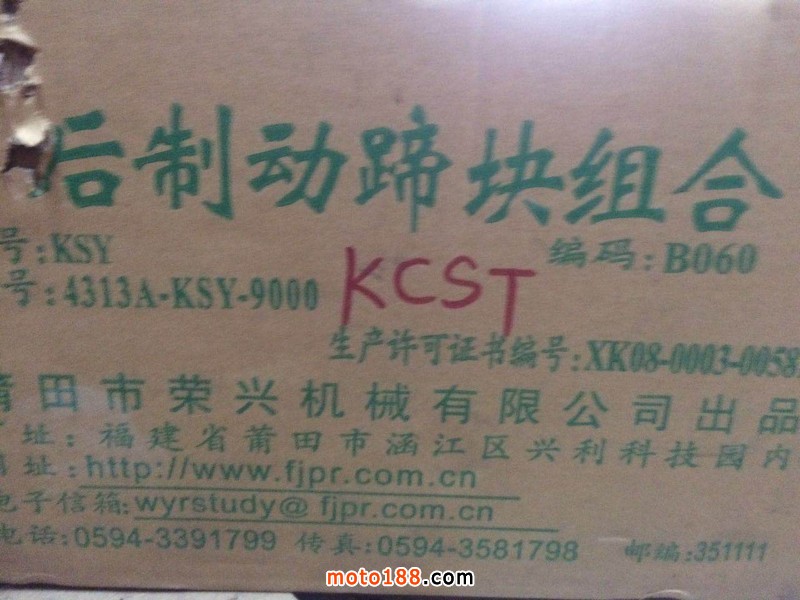 后制动蹄块组合
号:KSY
编码:B060
号:4313A-KSY-9000
KCST
生产许可证书编号:XK08-0003-0058
莆田市荣兴机械有限公司出品
址:福建省莆田市涵江区兴利科技园内
址:http://www.fjpr.com.cn
电子信箱:wyrstudy@fjpr.com.cn
电话:0594-3391799 传真:0594-3581798 邮编:351111
moto188.com